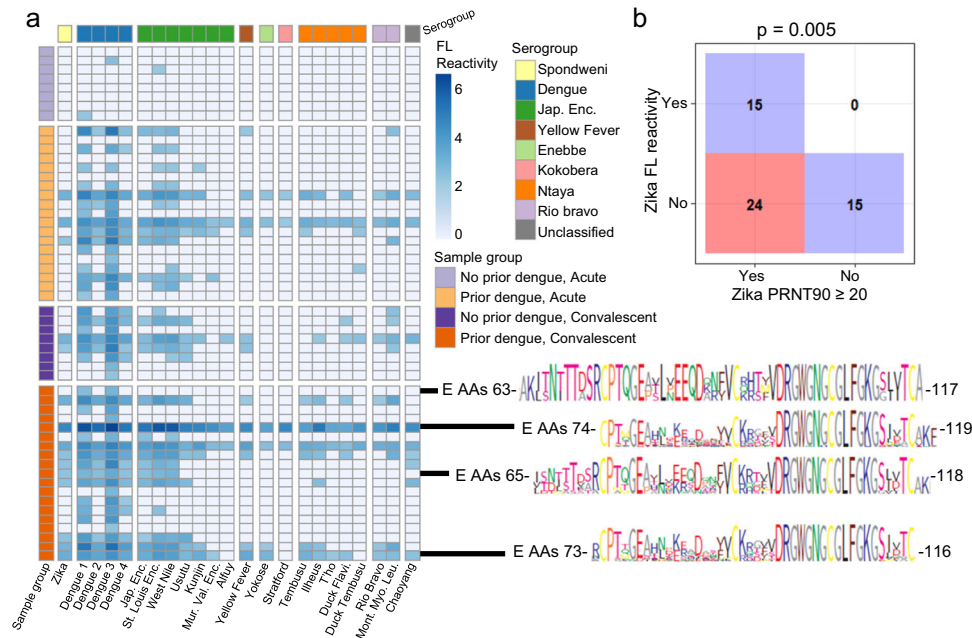 a
Serogroup
FL
Reactivity
6
4
2
0
Serogroup
Spondweni
Dengue
Jap. Enc.
Yellow Fever
Enebbe
Kokobera
Ntaya
Rio bravo
Unclassified
Sample group
No prior dengue, Acute
Prior dengue, Acute
No prior dengue, Convalescent
Prior dengue, Convalescent
Sample group
Zika
Dengue 1
Dengue 2
Dengue 3
Dengue 4
Jap. Enc.
St. Louis Enc.
West Nile
Usutu
Kunjin
Mur. Val. Enc.
Alfuy
Yellow Fever
Yokose
Stratford
Tembusu
Ilheus
T'ho
Duck Flavi.
Duck Tembusu
Rio Bravo
Mont. Myo. Leu.
Chaoyang
b
p = 0.005
Zika FL reactivity
Yes
No
15
0
24
15
Yes
No
Zika PRNT90 ≥ 20
E AAs 63- -117
E AAs 74- -119
E AAs 65- -118
E AAs 73- -116